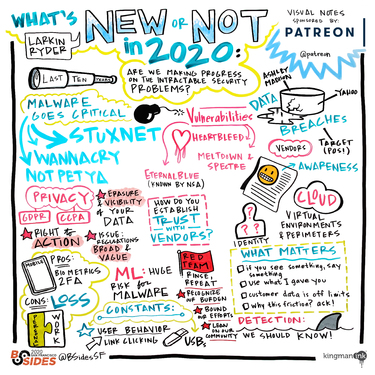 WHAT'S
NEW OR NOT
in 2020:
LARKIN
RYDER
VISUAL NOTES
SPONSORED BY:
PATREON
@patreon
LAST TEN YEARS
ARE WE MAKING PROGRESS
ON THE INTRACTABLE SECURITY
PROBLEMS?
MALWARE
GOES CRITICAL
STUXNET
WANNACRY
NOT PETYA
Vulnerabilities
HEARTBLEED
MELTDOWN &
SPECTRE
ETERNALBLUE (KNOWN by NSA)
ASHLEY
MADISON
YAHOO
DATA
BREACHES
VENDORS
TARGET
(POS!)
AWARENESS
PRIVACY
GDPR
CCPA
RIGHT to
ACTION
ERASURE
& VISIBILITY
of YOUR
DATA
ISSUE:
REGULATIONS
BROAD &
VAGUE
HOW DO YOU
ESTABLISH
TRUST
WITH
VENDORS?
CLOUD
VIRTUAL
ENVIRONMENTS
& PERIMETERS
IDENTITY
MOBILE
PROS:
BIOMETRICS
2FA
CONS: LOSS
WORK
ML: HUGE
RISK for
MALWARE
RED
TEAM
RINSE,
REPEAT
RECOGNIZE
our BURDEN
BOUND
our EFFORTS
LEAN ON our
COMMUNITY
WHAT MATTERS
if you SEE something, SAY
something
USE what I gave you
customer data is off limits
why this friction? ask!
CONSTANTS:
USER BEHAVIOR
LINK CLICKING
USB
DETECTION:
WE SHOULD KNOW!
BSIDES
SAN FRANCISCO
@BSidesSF
kingmanink